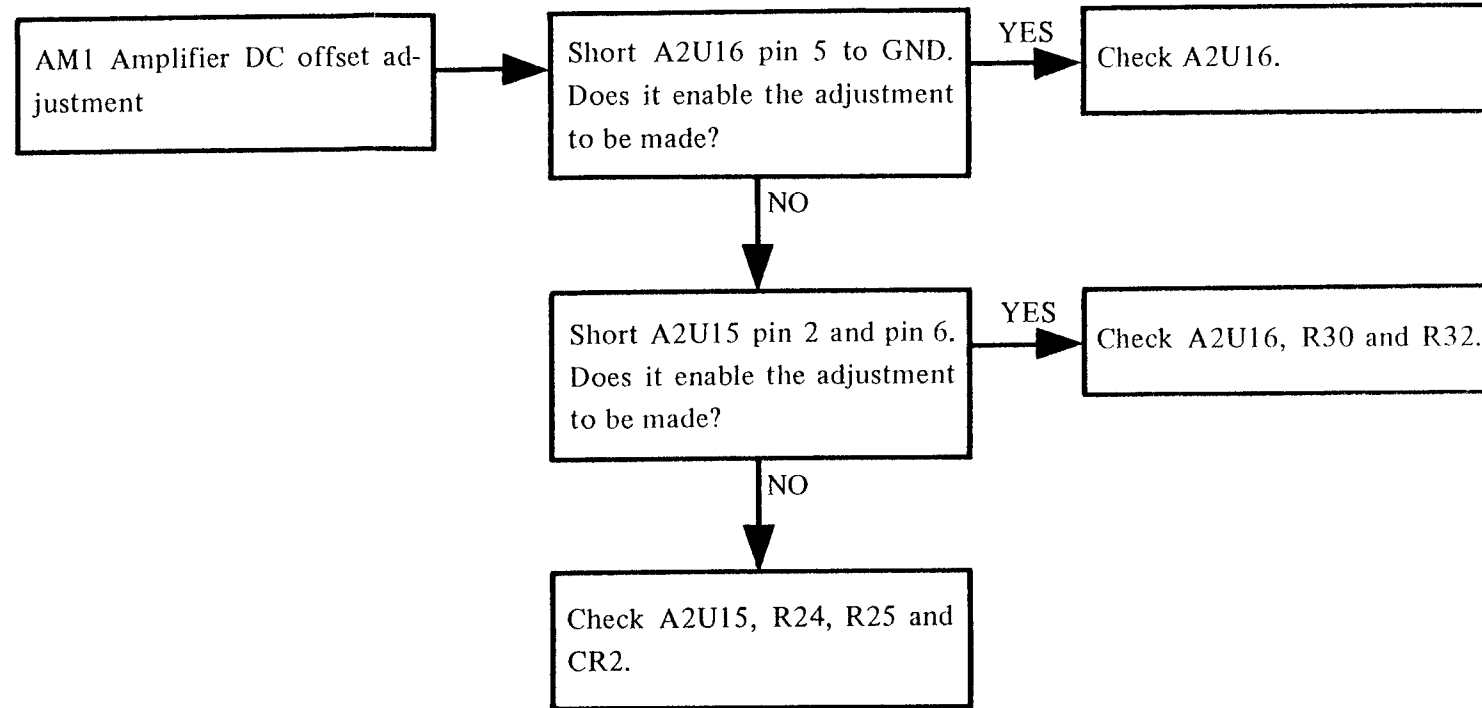 AM1 Amplifier DC offset ad-
justment
Short A2U16 pin 5 to GND.
Does it enable the adjustment
to be made?
YES
Check A2U16.
NO
Short A2U15 pin 2 and pin 6.
Does it enable the adjustment
to be made?
YES
Check A2U16, R30 and R32.
NO
Check A2U15, R24, R25 and
CR2.